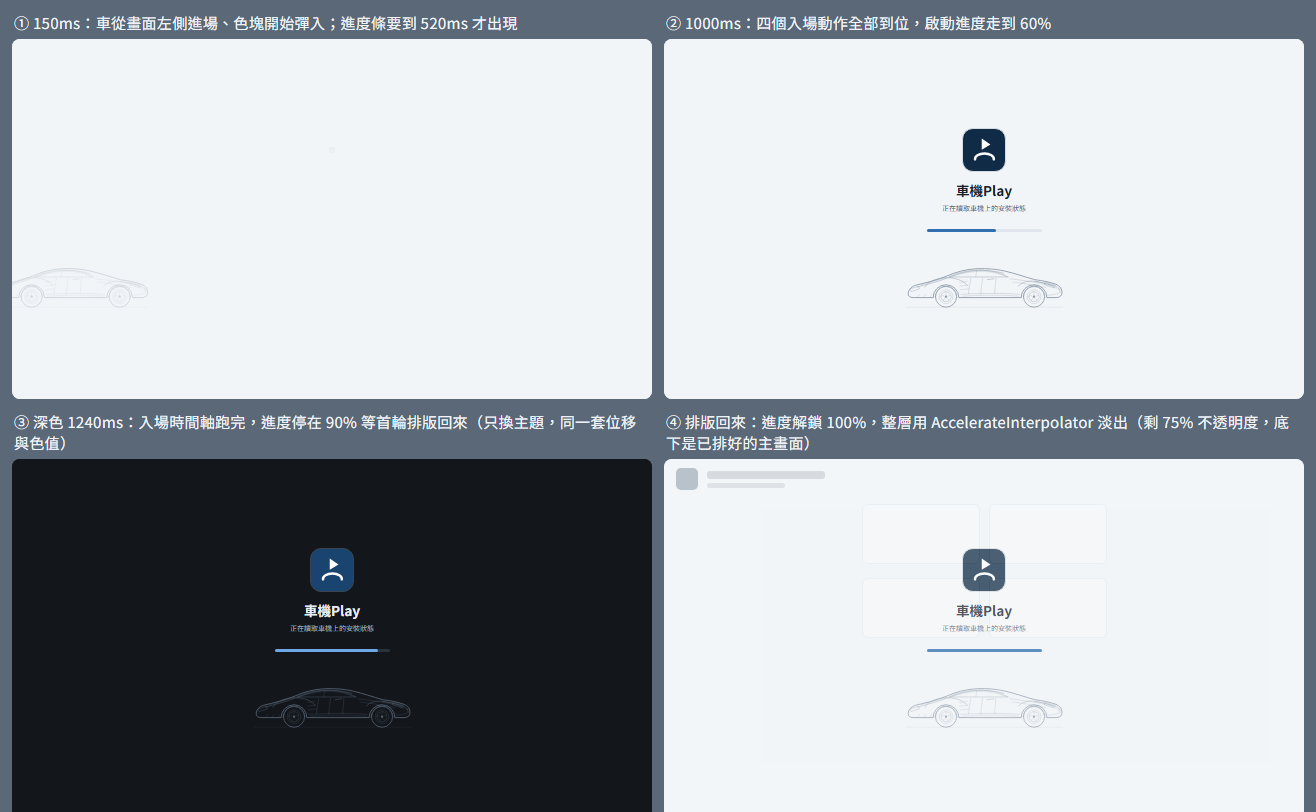 ① 150ms：車從畫面左側進場、色塊開始彈入；進度條要到 520ms 才出現
② 1000ms：四個入場動作全部到位，啟動進度走到 60%
車機Play
正在讀取車機上的安裝狀態
③ 深色 1240ms：入場時間軸跑完，進度停在 90% 等首輪排版回來（只換主題，同一套位移
與色值）
④ 排版回來：進度解鎖 100%，整層用 AccelerateInterpolator 淡出（剩 75% 不透明度，底
下是已排好的主畫面）
車機Play
正在讀取車機上的安裝狀態
車機Play
正在讀取車機上的安裝狀態